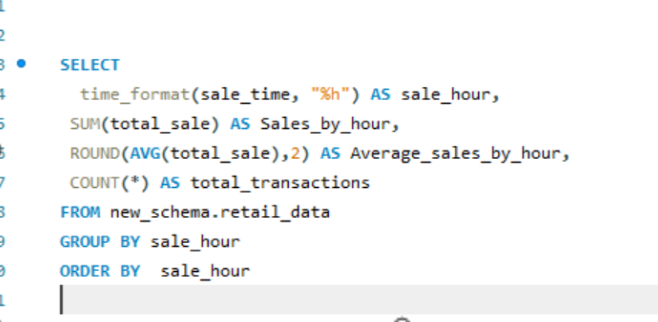 SELECT
time_format(sale_time, "%h") AS sale_hour,
SUM(total_sale) AS Sales_by_hour,
ROUND(AVG(total_sale),2) AS Average_sales_by_hour,
COUNT(*) AS total_transactions
FROM new_schema.retail_data
GROUP BY sale_hour
ORDER BY  sale_hour